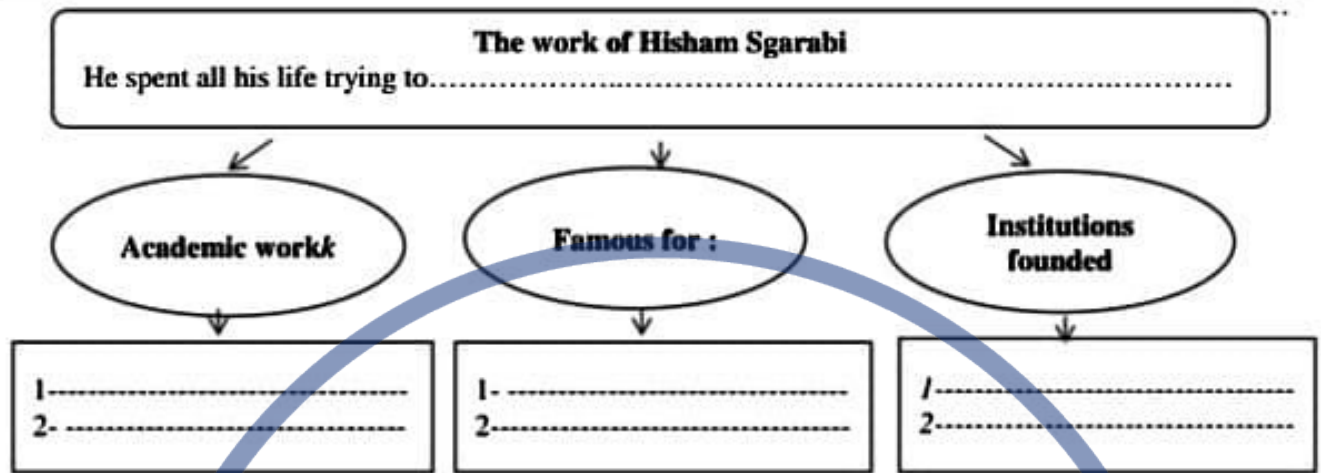 The work of Hisham Sgarabi
He spent all his life trying to................................................................................
Academic workk
Famous for :
Institutions
founded
1-------------------------------------
2- -----------------------------------
1- -----------------------------------
2------------------------------------
1------------------------------------
2------------------------------------